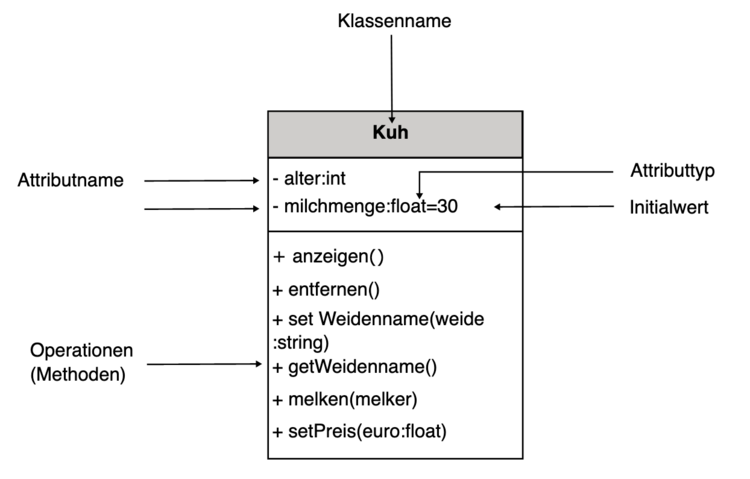 Klassenname
Kuh
Attributname
- alter:int
- milchmenge:float=30
Attributtyp
Initialwert
+ anzeigen()
+ entfernen()
+ set Weidenname(weide
:string)
+ getWeidenname()
+ melken(melker)
+ setPreis(euro:float)
Operationen
(Methoden)